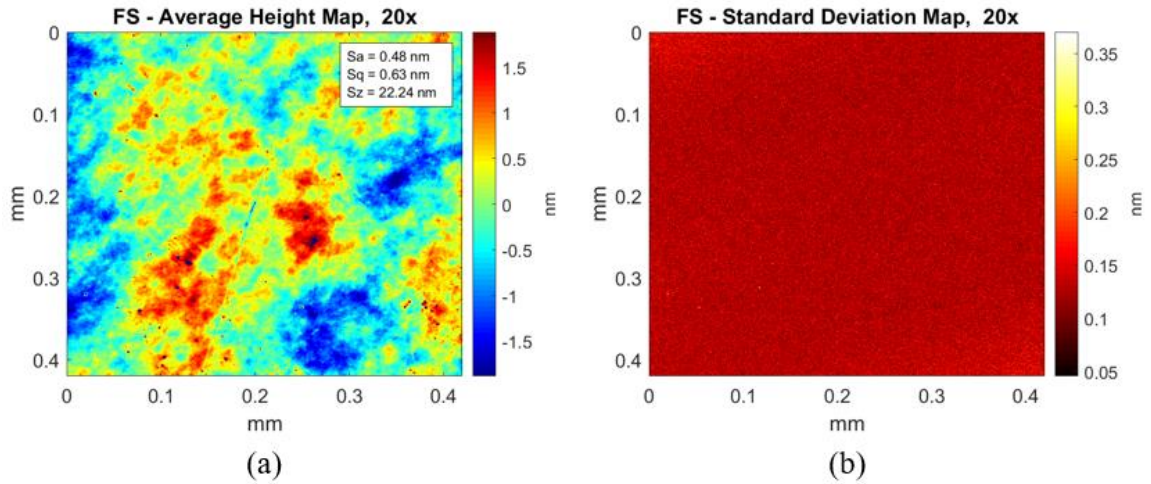 FS - Average Height Map,  20x
Sa = 0.48 nm
Sq = 0.63 nm
Sz = 22.24 nm
0
0.1
0.2
0.3
0.4
mm
0
0.1
0.2
0.3
0.4
mm
1.5
1
0.5
0
-0.5
-1
-1.5
nm
(a)
FS - Standard Deviation Map,  20x
0
0.1
0.2
0.3
0.4
mm
0
0.1
0.2
0.3
0.4
mm
0.35
0.3
0.25
0.2
0.15
0.1
0.05
nm
(b)